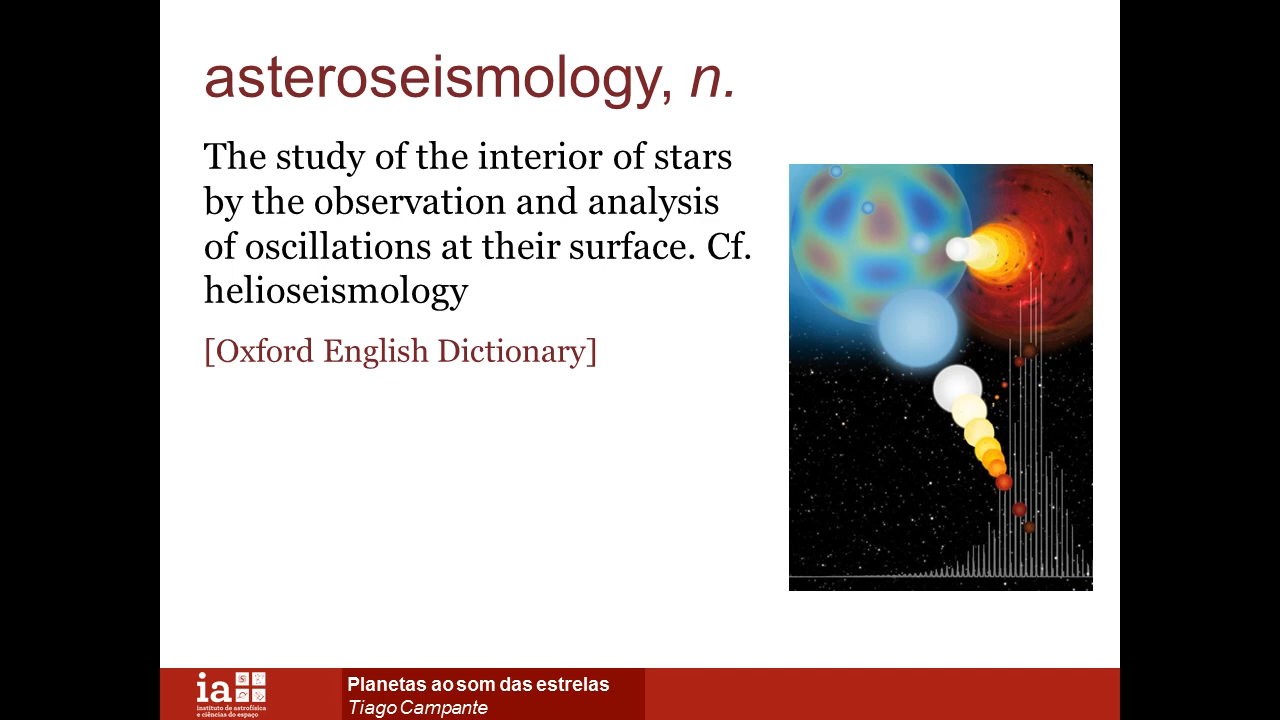 asteroseismology, n.
The study of the interior of stars
by the observation and analysis
of oscillations at their surface. Cf.
helioseismology
[Oxford English Dictionary]
ia
instituto de astrofísica
e ciências do espaço
Planetas ao som das estrelas
Tiago Campante